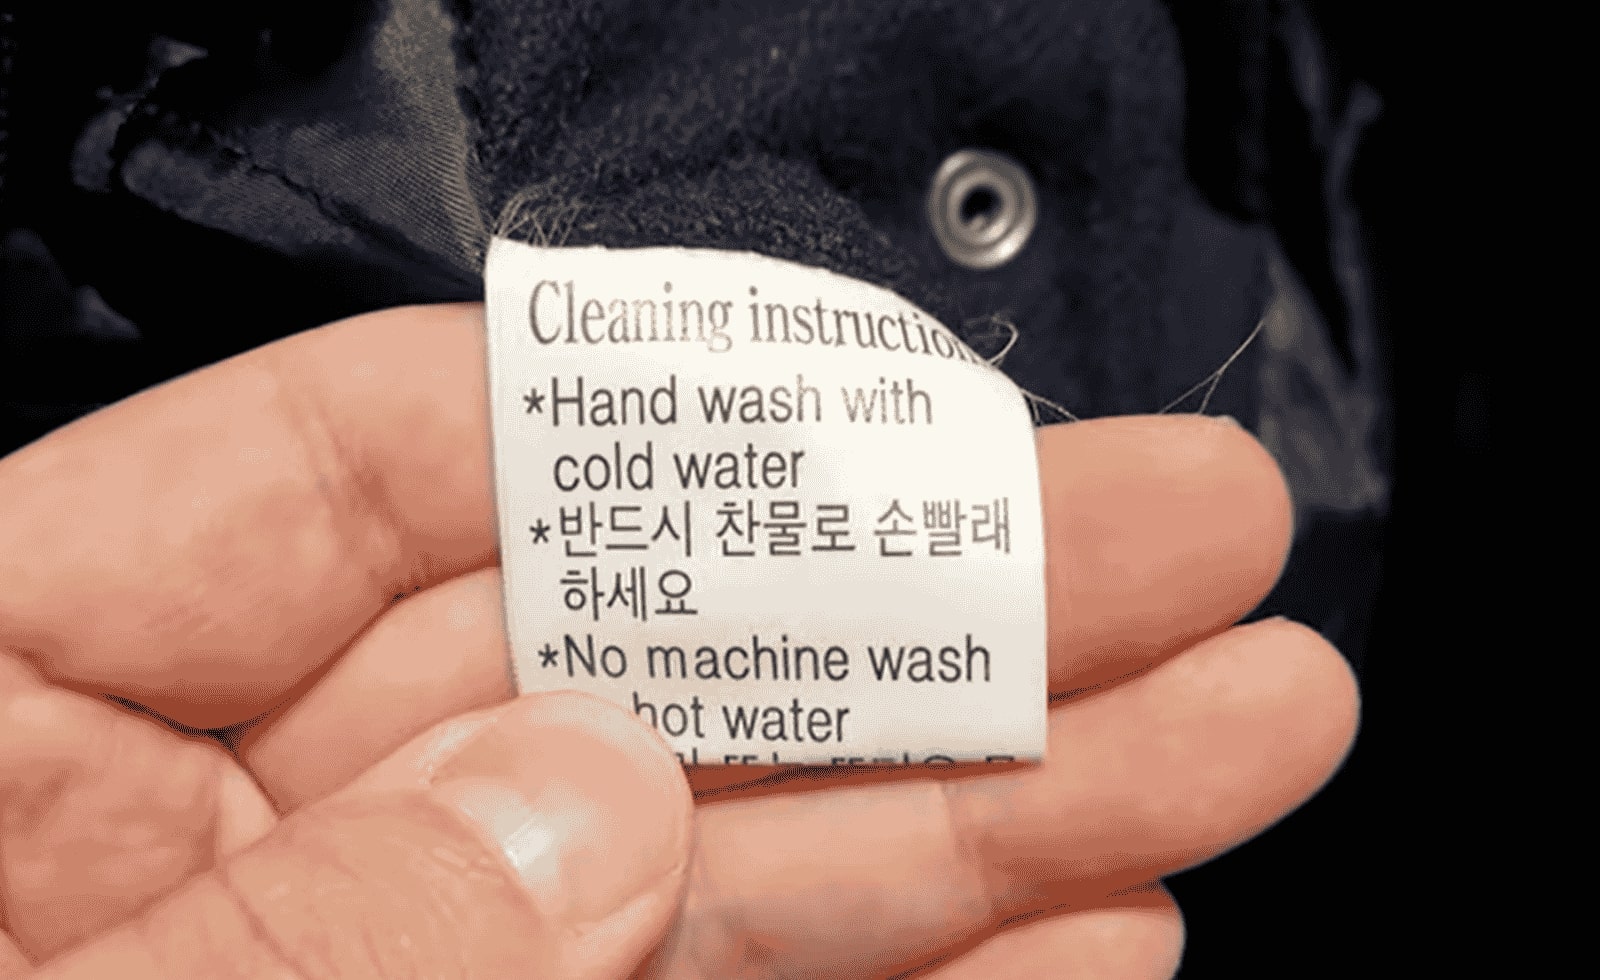 Cleaning instruction
*Hand wash with
cold water
*반드시 찬물로 손빨래
하세요
*No machine wash
hot water